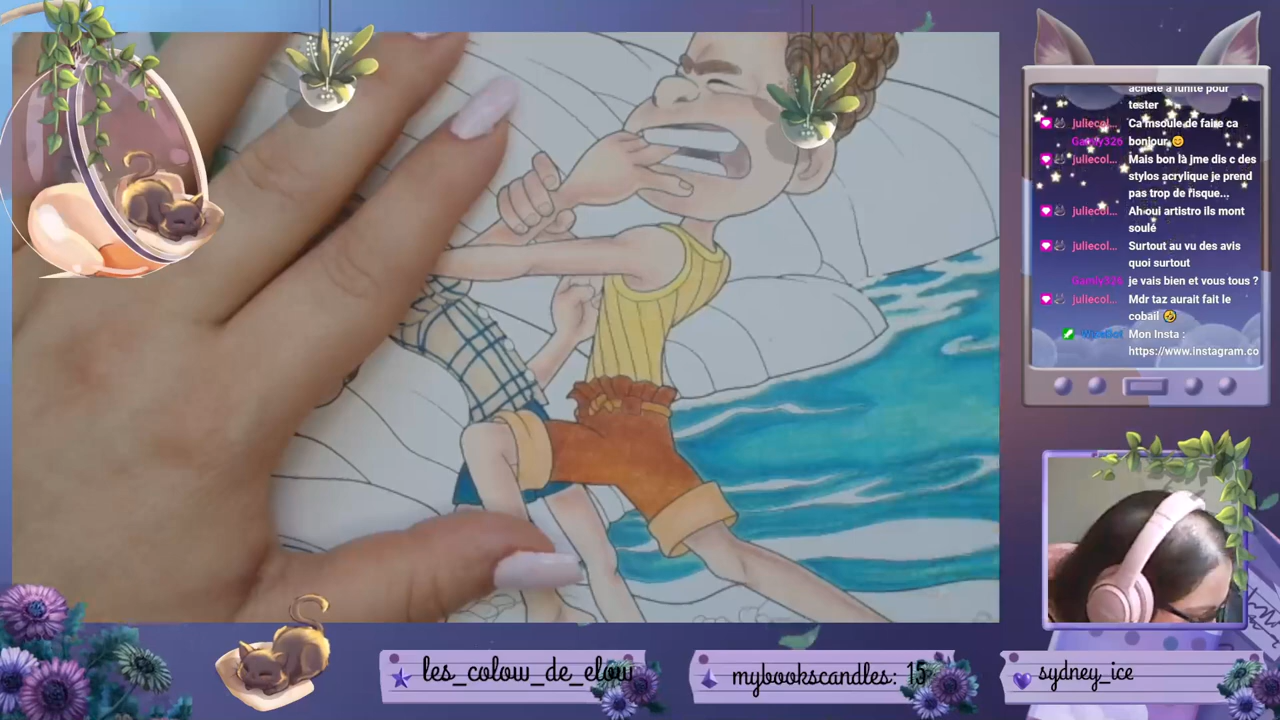 achete a lunité pour
tester
juliecol... Ca msoule de faire ca
Gamly326 bonjour 😊
juliecol... Mais bon là jme dis c des
stylos acrylique je prend
pas trop de risque...
juliecol... Ah oui artistro ils mont
soulé
juliecol... Surtout au vu des avis
quoi surtout
Gamly326 je vais bien et vous tous ?
juliecol... Mdr taz aurait fait le
cobail 🤣
WizeBot Mon Insta :
https://www.instagram.co
les_colow_de_elow
mybookscandles: 15
sydney_ice